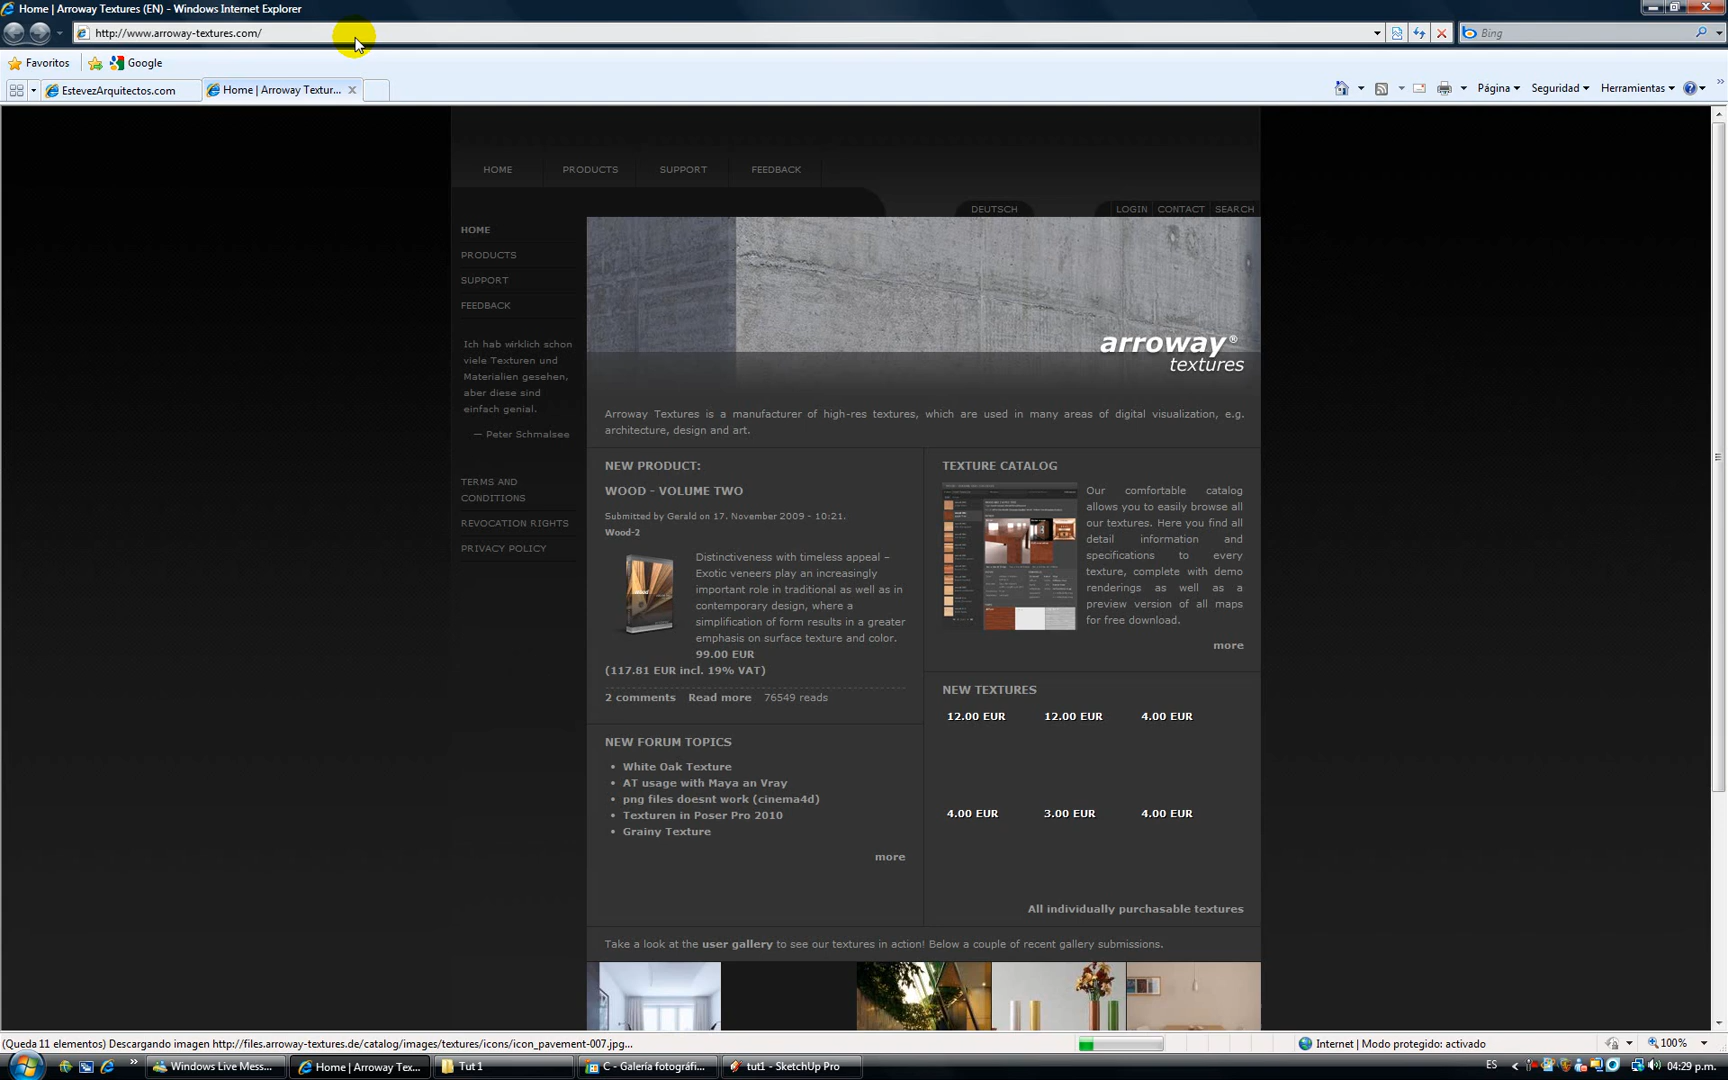 Home | Arroway Textures (EN) - Windows Internet Explorer
http://www.arroway-textures.com/
Bing
Favoritos
Google
EstevezArquitectos.com
Home | Arroway Textur...
Página
Seguridad
Herramientas
HOME
PRODUCTS
SUPPORT
FEEDBACK
DEUTSCH
LOGIN
CONTACT
SEARCH
HOME
PRODUCTS
SUPPORT
FEEDBACK
Ich hab wirklich schon
viele Texturen und
Materialien gesehen,
aber diese sind
einfach genial.
— Peter Schmalsee
TERMS AND
CONDITIONS
REVOCATION RIGHTS
PRIVACY POLICY
arroway®
textures
Arroway Textures is a manufacturer of high-res textures, which are used in many areas of digital visualization, e.g.
architecture, design and art.
NEW PRODUCT:
WOOD - VOLUME TWO
Submitted by Gerald on 17. November 2009 - 10:21.
Wood-2
Distinctiveness with timeless appeal –
Exotic veneers play an increasingly
important role in traditional as well as in
contemporary design, where a
simplification of form results in a greater
emphasis on surface texture and color.
99.00 EUR
(117.81 EUR incl. 19% VAT)
2 comments
Read more
76549 reads
NEW FORUM TOPICS
• White Oak Texture
• AT usage with Maya an Vray
• png files doesnt work (cinema4d)
• Texturen in Poser Pro 2010
• Grainy Texture
more
TEXTURE CATALOG
Our comfortable catalog
allows you to easily browse all
our textures. Here you find all
detail information and
specifications to every
texture, complete with demo
renderings as well as a
preview version of all maps
for free download.
more
NEW TEXTURES
12.00 EUR
12.00 EUR
4.00 EUR
4.00 EUR
3.00 EUR
4.00 EUR
All individually purchasable textures
Take a look at the user gallery to see our textures in action! Below a couple of recent gallery submissions.
(Queda 11 elementos) Descargando imagen http://files.arroway-textures.de/catalog/images/textures/icons/icon_pavement-007.jpg...
Internet | Modo protegido: activado
100%
Windows Live Mess...
Home | Arroway Tex...
Tut 1
C - Galería fotográfi...
tut1 - SketchUp Pro
ES
04:29 p.m.